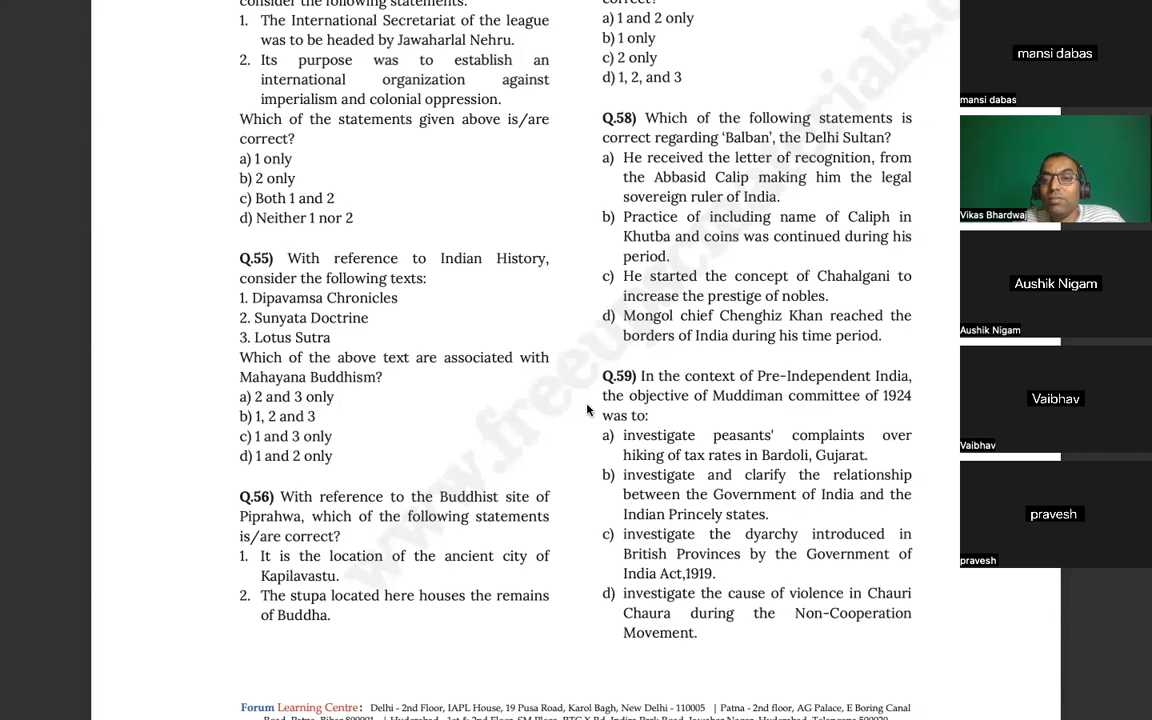 consider the following statements:
1. The International Secretariat of the league
was to be headed by Jawaharlal Nehru.
2. Its purpose was to establish an
international organization against
imperialism and colonial oppression.
Which of the statements given above is/are
correct?
a) 1 only
b) 2 only
c) Both 1 and 2
d) Neither 1 nor 2
Q.55) With reference to Indian History,
consider the following texts:
1. Dipavamsa Chronicles
2. Sunyata Doctrine
3. Lotus Sutra
Which of the above text are associated with
Mahayana Buddhism?
a) 2 and 3 only
b) 1, 2 and 3
c) 1 and 3 only
d) 1 and 2 only
Q.56) With reference to the Buddhist site of
Piprahwa, which of the following statements
is/are correct?
1. It is the location of the ancient city of
Kapilavastu.
2. The stupa located here houses the remains
of Buddha.
correct?
a) 1 and 2 only
b) 1 only
c) 2 only
d) 1, 2, and 3
Q.58) Which of the following statements is
correct regarding ‘Balban’, the Delhi Sultan?
a) He received the letter of recognition, from
the Abbasid Calip making him the legal
sovereign ruler of India.
b) Practice of including name of Caliph in
Khutba and coins was continued during his
period.
c) He started the concept of Chahalgani to
increase the prestige of nobles.
d) Mongol chief Chenghiz Khan reached the
borders of India during his time period.
Q.59) In the context of Pre-Independent India,
the objective of Muddiman committee of 1924
was to:
a) investigate peasants' complaints over
hiking of tax rates in Bardoli, Gujarat.
b) investigate and clarify the relationship
between the Government of India and the
Indian Princely states.
c) investigate the dyarchy introduced in
British Provinces by the Government of
India Act,1919.
d) investigate the cause of violence in Chauri
Chaura during the Non-Cooperation
Movement.
Forum Learning Centre: Delhi - 2nd Floor, IAPL House, 19 Pusa Road, Karol Bagh, New Delhi - 110005 | Patna - 2nd floor, AG Palace, E Boring Canal
www.freeupscmaterials.
mansi dabas
mansi dabas
Vikas Bhardwaj
Aushik Nigam
Aushik Nigam
Vaibhav
Vaibhav
pravesh
pravesh